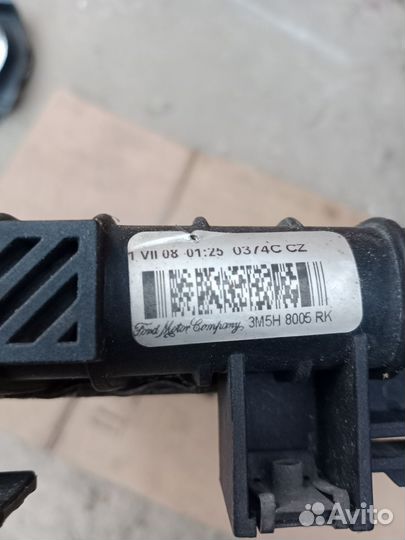 1 VII 08 01:25 0374C CZ
Ford Motor Company 3M5H 8005 RK
Avito